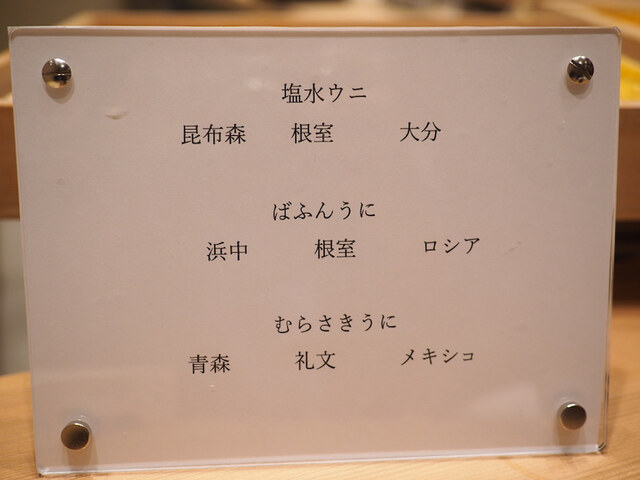 塩水ウニ
昆布森 根室 大分
ばふんうに
浜中 根室 ロシア
むらさきうに
青森 礼文 メキシコ